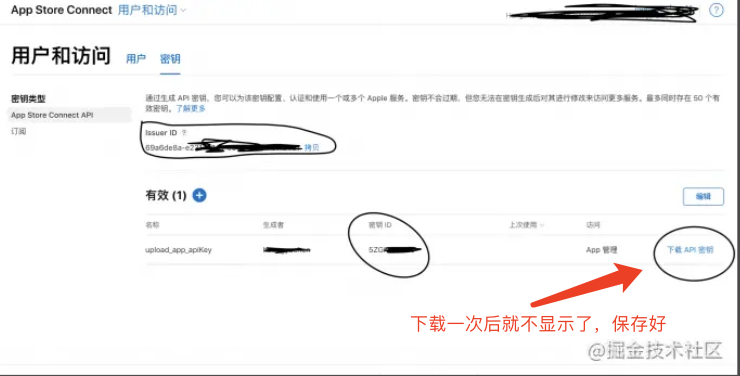 App Store Connect 用户和访问
?
用户和访问 用户 密钥
密钥类型
App Store Connect API
订阅
通过生成 API 密钥，您可以为该密钥配置、认证和使用一个或多个 Apple 服务。密钥不会过期，但您无法在密钥生成后对其进行修改来访问更多服务。最多同时存在 50 个有
效密钥。了解更多
Issuer ID ?
69a6de8a-e2 拷贝
有效 (1) +
编辑
名称 生成者 密钥 ID 上次使用 访问
upload_app_apiKey 5ZG App 管理 下载 API 密钥
下载一次后就不显示了，保存好
@掘金技术社区